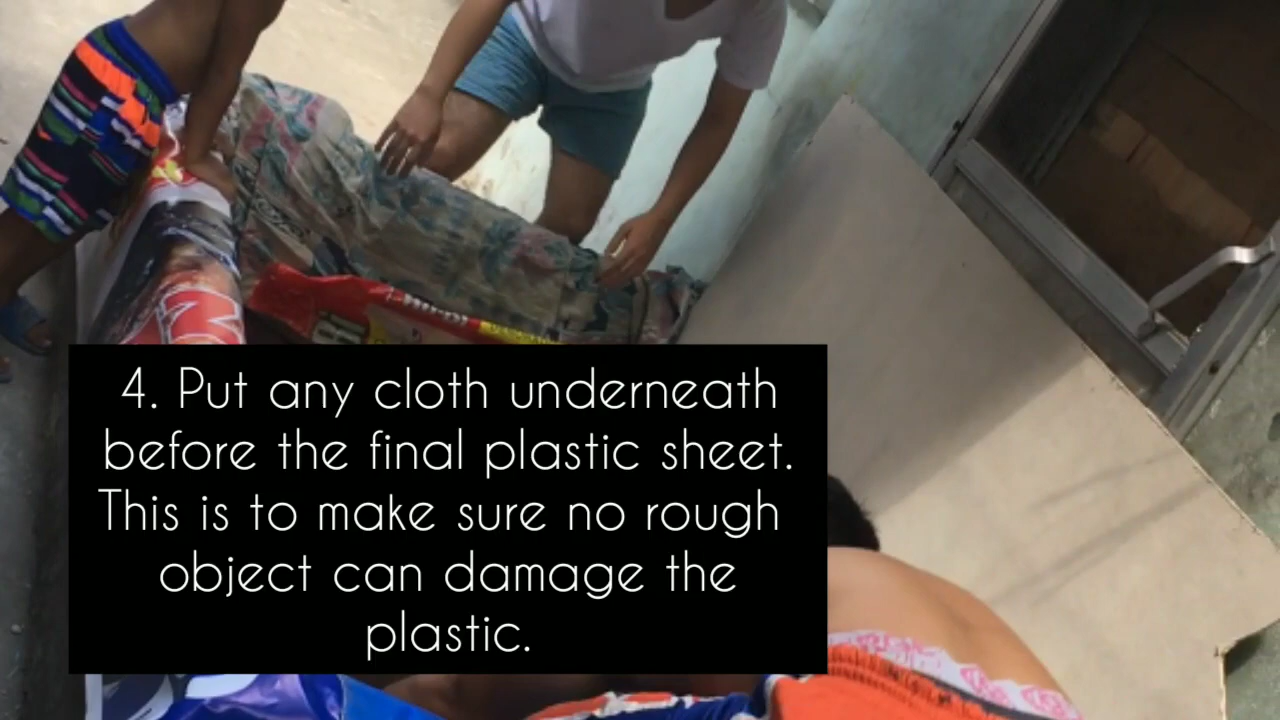 4. Put any cloth underneath
before the final plastic sheet.
This is to make sure no rough
object can damage the
plastic.